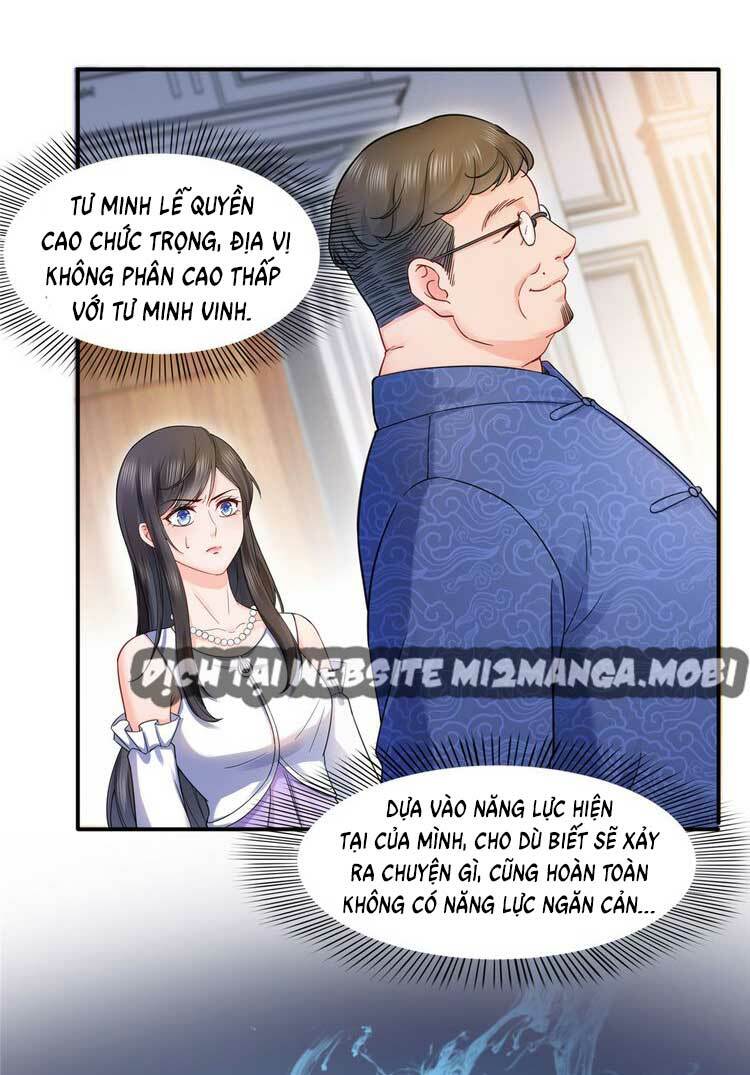 TƯ MINH LỄ QUYỀN
CAO CHỨC TRỌNG, ĐỊA VỊ
KHÔNG PHÂN CAO THẤP
VỚI TƯ MINH VINH.
DỊCH TẠI WEBSITE MI2MANGA.MOBI
DỰA VÀO NĂNG LỰC HIỆN
TẠI CỦA MÌNH, CHO DÙ BIẾT SẼ XẢY
RA CHUYỆN GÌ, CŨNG HOÀN TOÀN
KHÔNG CÓ NĂNG LỰC NGĂN CẢN...